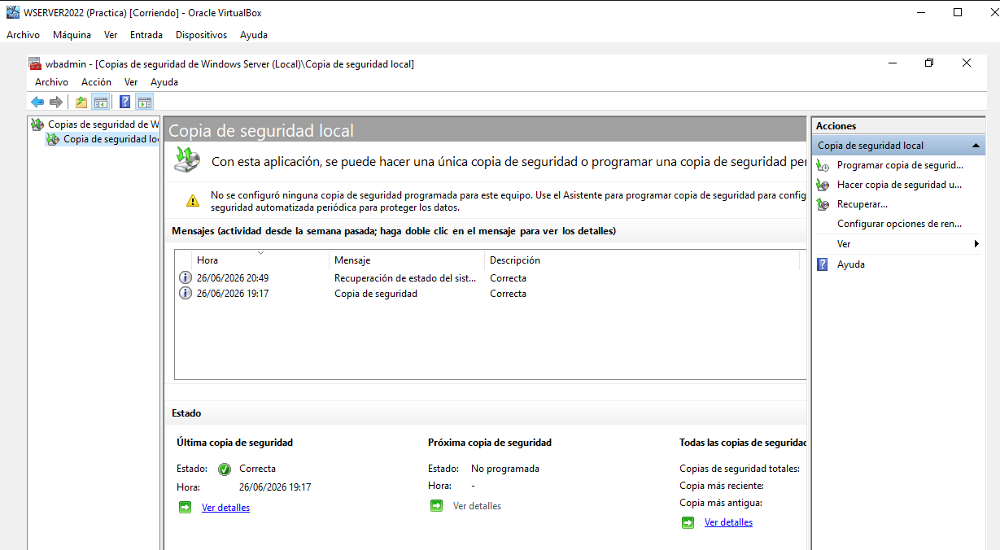 WSERVER2022 (Practica) [Corriendo] - Oracle VirtualBox
Archivo Máquina Ver Entrada Dispositivos Ayuda
wbadmin - [Copias de seguridad de Windows Server (Local)\Copia de seguridad local]
Archivo Acción Ver Ayuda
Copias de seguridad de W
Copia de seguridad lo
Copia de seguridad local
Con esta aplicación, se puede hacer una única copia de seguridad o programar una copia de seguridad per
No se configuró ninguna copia de seguridad programada para este equipo. Use el Asistente para programar copia de seguridad para config
seguridad automatizada periódica para proteger los datos.
Mensajes (actividad desde la semana pasada; haga doble clic en el mensaje para ver los detalles)
Hora Mensaje Descripción
26/06/2026 20:49 Recuperación de estado del sist... Correcta
26/06/2026 19:17 Copia de seguridad Correcta
Estado
Última copia de seguridad
Estado: Correcta
Hora: 26/06/2026 19:17
Ver detalles
Próxima copia de seguridad
Estado: No programada
Hora: -
Ver detalles
Todas las copias de seguridad
Copias de seguridad totales:
Copia más reciente:
Copia más antigua:
Ver detalles
Acciones
Copia de seguridad local
Programar copia de segurid...
Hacer copia de seguridad u...
Recuperar...
Configurar opciones de ren...
Ver
Ayuda